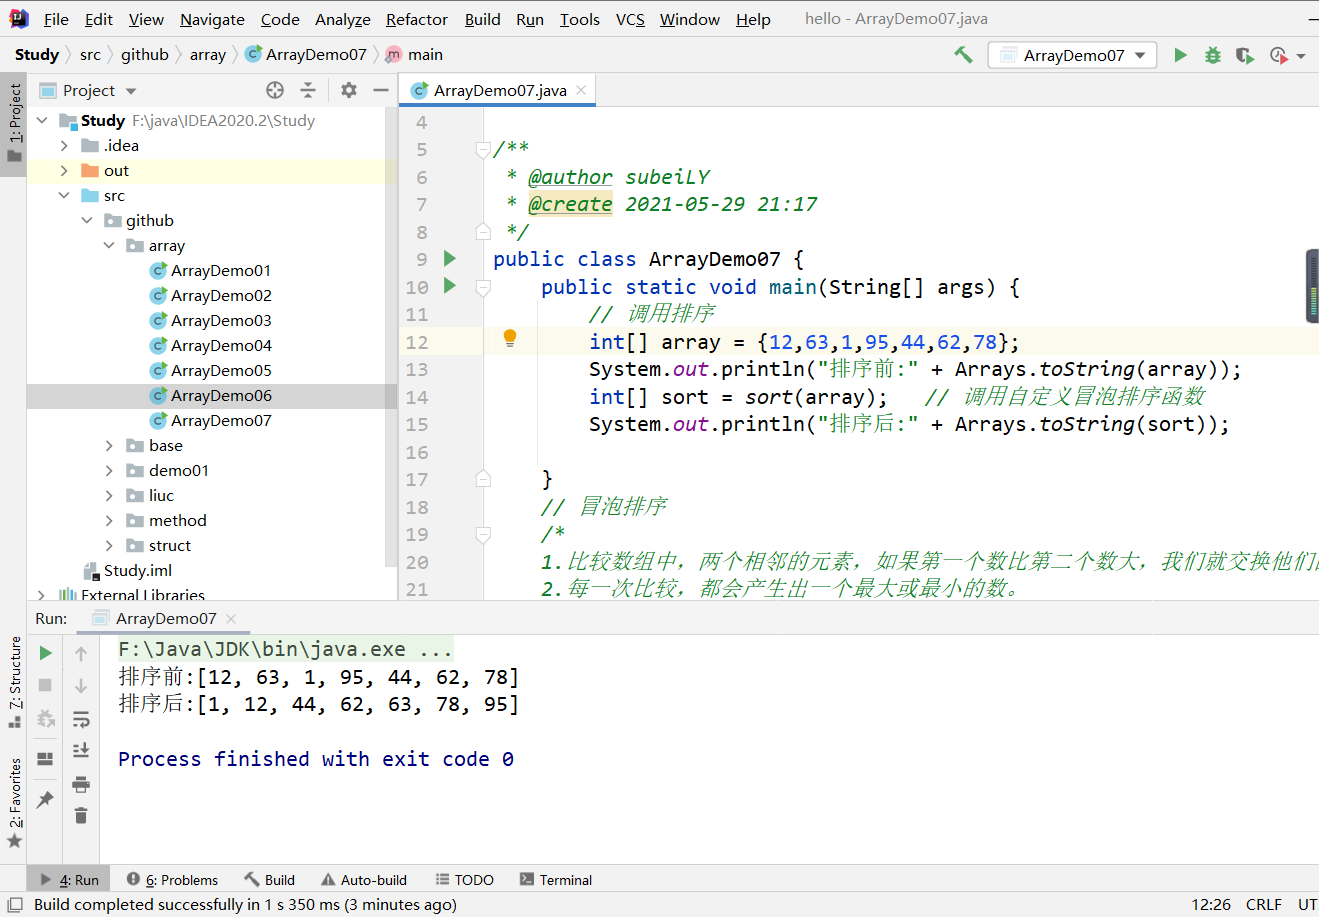 File Edit View Navigate Code Analyze Refactor Build Run Tools VCS Window Help hello - ArrayDemo07.java
Study src github array ArrayDemo07 main ArrayDemo07
1: Project
Project
Study F:\java\IDEA2020.2\Study
.idea
out
src
github
array
ArrayDemo01
ArrayDemo02
ArrayDemo03
ArrayDemo04
ArrayDemo05
ArrayDemo06
ArrayDemo07
base
demo01
liuc
method
struct
Study.iml
External Libraries
ArrayDemo07.java
4
5 /**
6 * @author subeiLY
7 * @create 2021-05-29 21:17
8 */
9 public class ArrayDemo07 {
10 public static void main(String[] args) {
11 // 调用排序
12 int[] array = {12,63,1,95,44,62,78};
13 System.out.println("排序前:" + Arrays.toString(array));
14 int[] sort = sort(array); // 调用自定义冒泡排序函数
15 System.out.println("排序后:" + Arrays.toString(sort));
16
17 }
18 // 冒泡排序
19 /*
20 1.比较数组中，两个相邻的元素，如果第一个数比第二个数大，我们就交换他们
21 2.每一次比较，都会产生出一个最大或最小的数。
Run: ArrayDemo07
7: Structure
2: Favorites
F:\Java\JDK\bin\java.exe ...
排序前:[12, 63, 1, 95, 44, 62, 78]
排序后:[1, 12, 44, 62, 63, 78, 95]
Process finished with exit code 0
4: Run 6: Problems Build Auto-build TODO Terminal
Build completed successfully in 1 s 350 ms (3 minutes ago) 12:26 CRLF UT